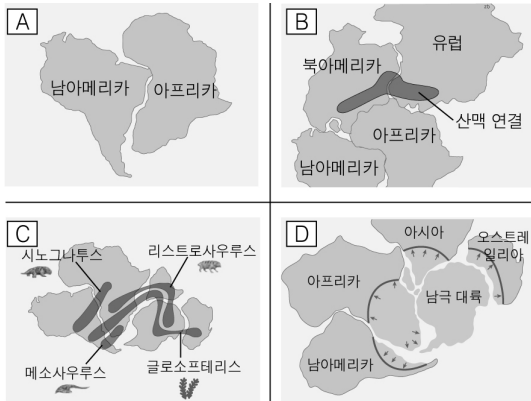 A
남아메리카
아프리카
B
북아메리카
유럽
산맥 연결
아프리카
남아메리카
C
시노그나투스
리스트로사우루스
메소사우루스
글로소프테리스
D
아시아
오스트레
일리아
아프리카
남극 대륙
남아메리카